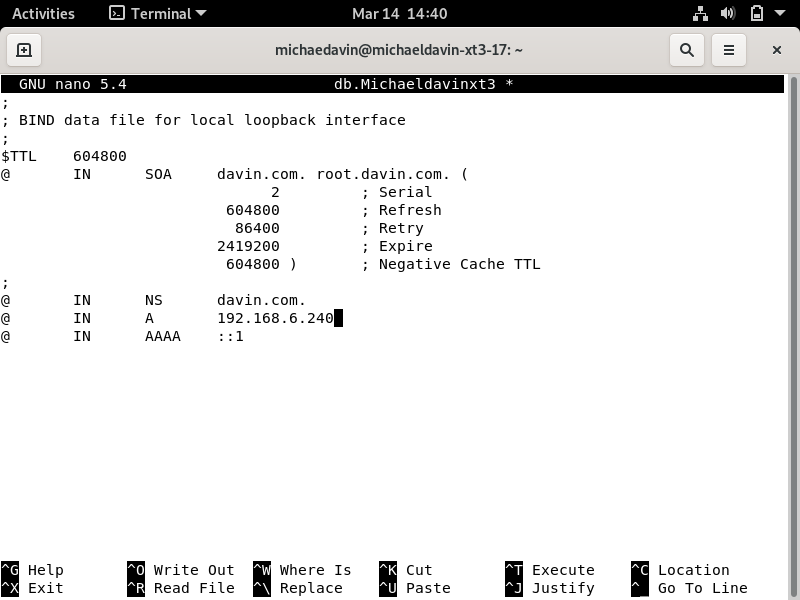 Activities Terminal Mar 14 14:40
michaedavin@michaeldavin-xt3-17: ~
GNU nano 5.4 db.Michaeldavinxt3 *
;
; BIND data file for local loopback interface
;
$TTL 604800
@ IN SOA davin.com. root.davin.com. (
2 ; Serial
604800 ; Refresh
86400 ; Retry
2419200 ; Expire
604800 ) ; Negative Cache TTL
;
@ IN NS davin.com.
@ IN A 192.168.6.240
@ IN AAAA ::1
^G Help ^O Write Out ^W Where Is ^K Cut ^T Execute ^C Location
^X Exit ^R Read File ^\ Replace ^U Paste ^J Justify ^_ Go To Line